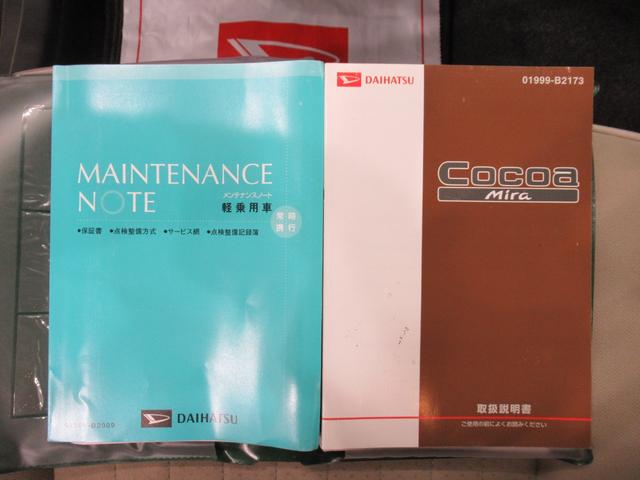 MAINTENANCE
NOTE
メンテナンスノート
軽乗用車
常時
携行
●保証書 ●点検整備方式 ●サービス網 ●点検整備記録簿
DAIHATSU
DAIHATSU
01999-B2173
Cocoa
Mira
取扱説明書
ご使用の前によくお読みください